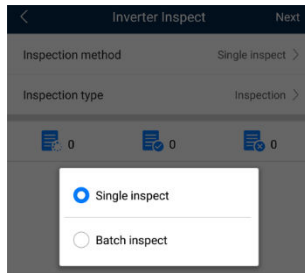 Inverter Inspect Next
Inspection method Single inspect
Inspection type Inspection
0 0 0
Single inspect
Batch inspect